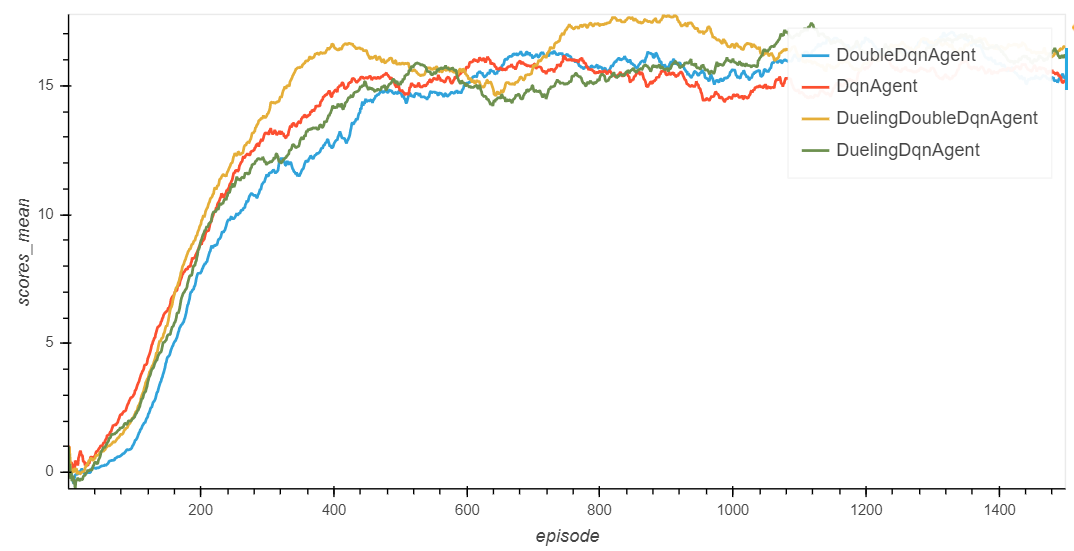 15
10
5
0
scores_mean
DoubleDqnAgent
DqnAgent
DuelingDoubleDqnAgent
DuelingDqnAgent
200 400 600 800 1000 1200 1400
episode